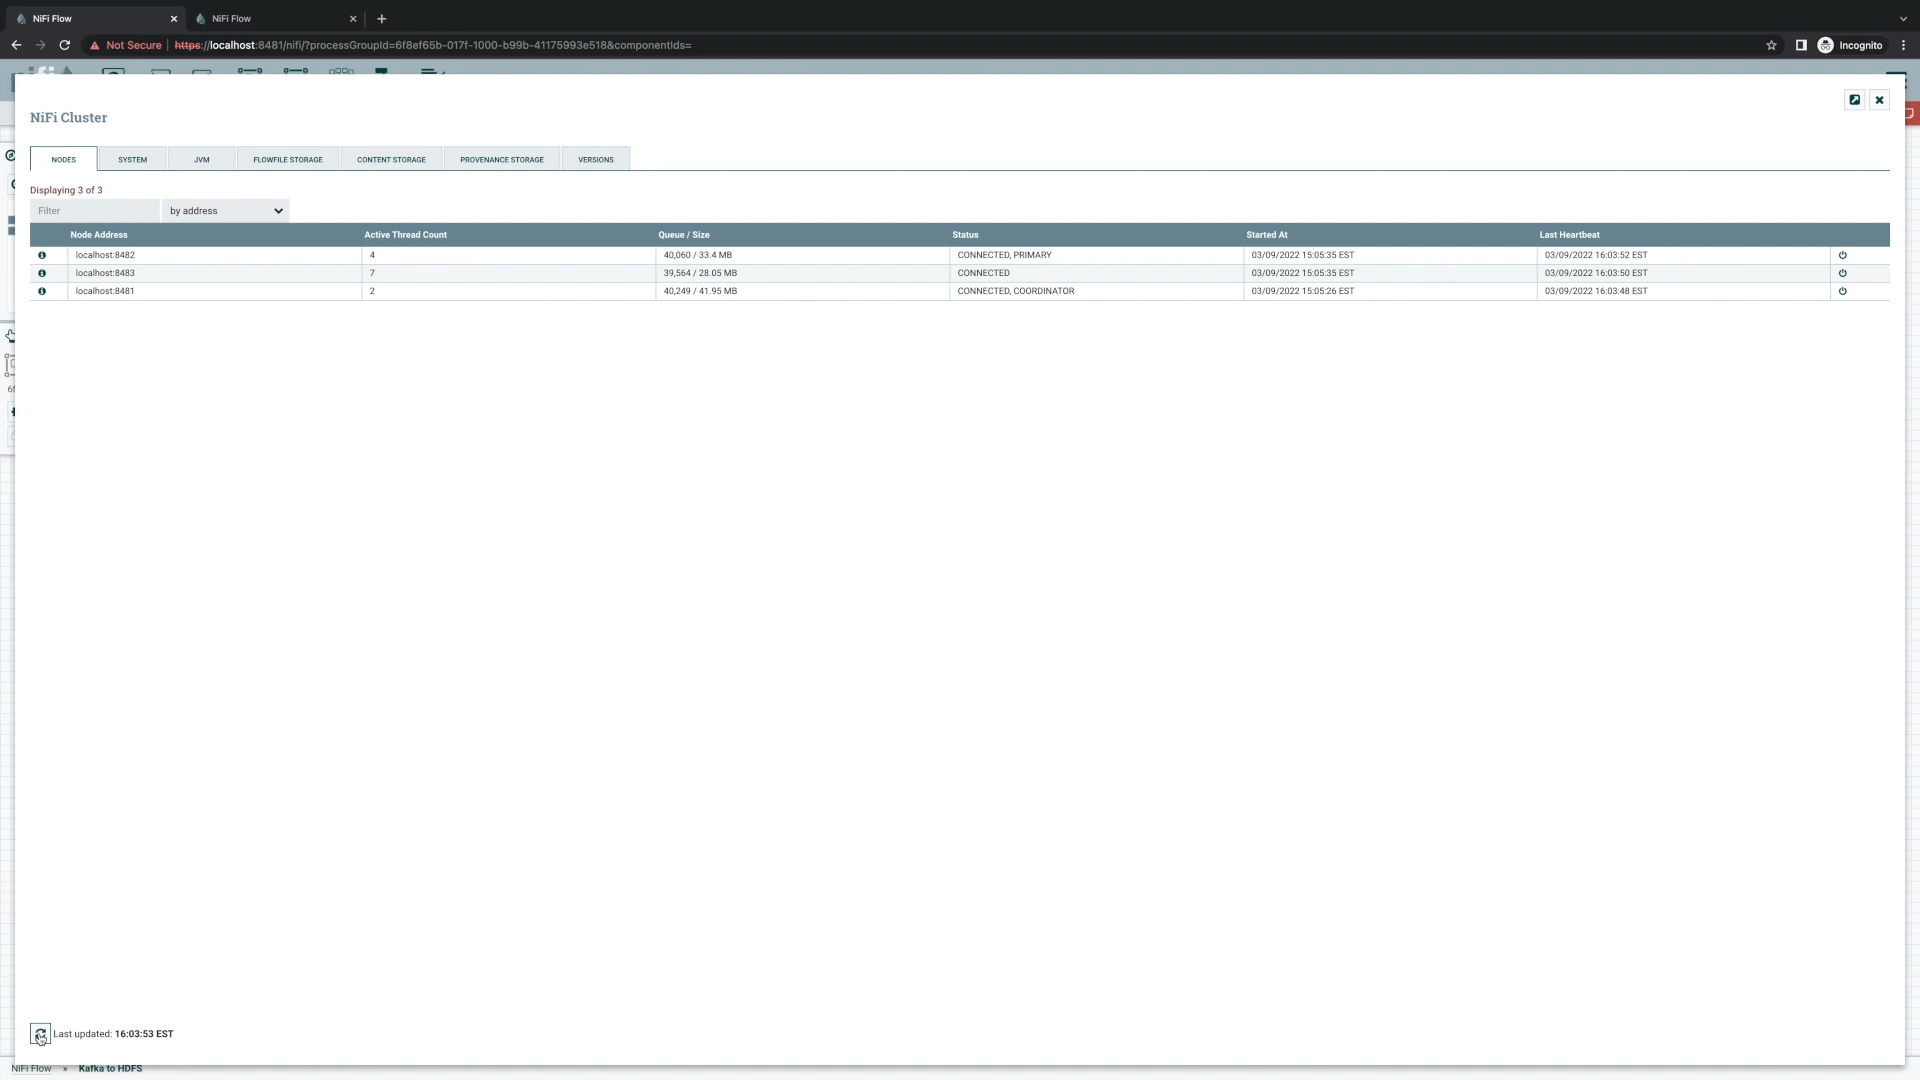 NiFi Flow
NiFi Flow
Not Secure https://localhost:8481/nifi/?processGroupId=6f8ef65b-017f-1000-b99b-41175993e518&componentIds=
Incognito
NiFi Cluster
NODES SYSTEM JVM FLOWFILE STORAGE CONTENT STORAGE PROVENANCE STORAGE VERSIONS
Displaying 3 of 3
Filter by address
Node Address Active Thread Count Queue / Size Status Started At Last Heartbeat
localhost:8482 4 40,060 / 33.4 MB CONNECTED, PRIMARY 03/09/2022 15:05:35 EST 03/09/2022 16:03:52 EST
localhost:8483 7 39,564 / 28.05 MB CONNECTED 03/09/2022 15:05:35 EST 03/09/2022 16:03:50 EST
localhost:8481 2 40,249 / 41.95 MB CONNECTED, COORDINATOR 03/09/2022 15:05:26 EST 03/09/2022 16:03:48 EST
Last updated: 16:03:53 EST
NiFi Flow » Kafka to HDFS